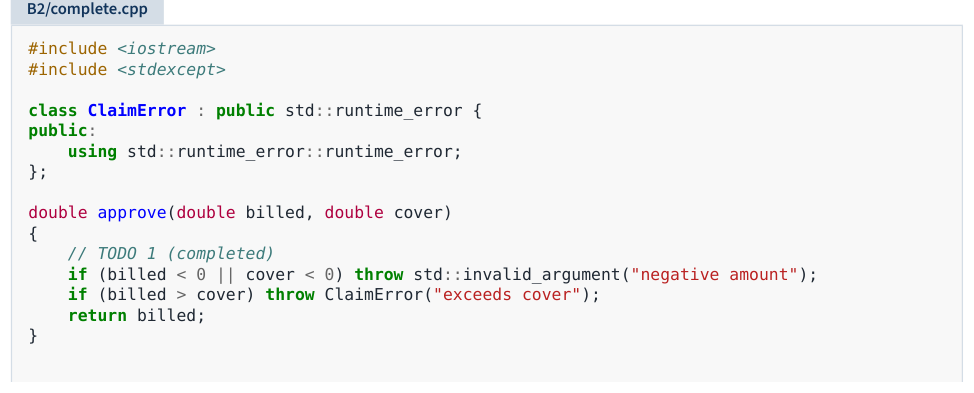 B2/complete.cpp
#include <iostream>
#include <stdexcept>

class ClaimError : public std::runtime_error {
public:
    using std::runtime_error::runtime_error;
};

double approve(double billed, double cover)
{
    // TODO 1 (completed)
    if (billed < 0 || cover < 0) throw std::invalid_argument("negative amount");
    if (billed > cover) throw ClaimError("exceeds cover");
    return billed;
}